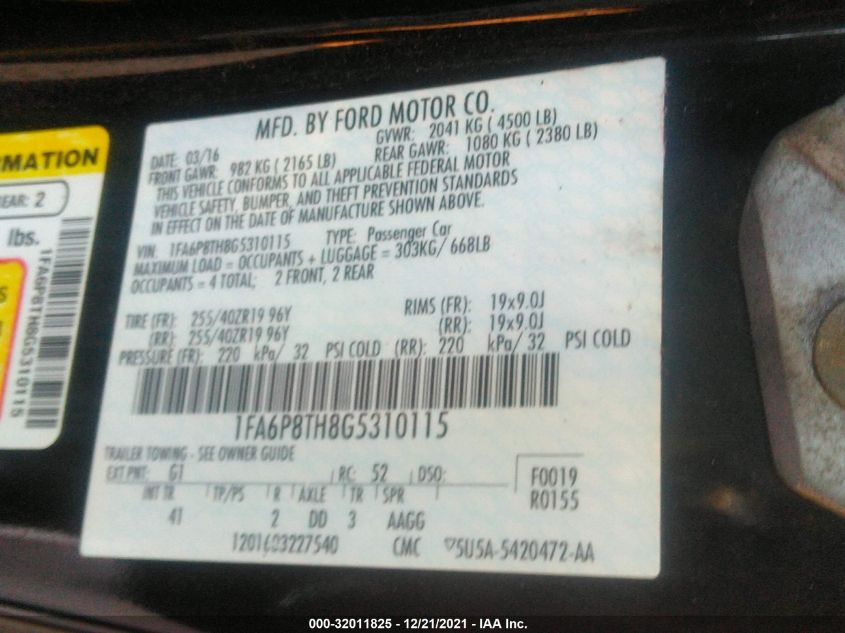 RMATION
REAR: 2
lbs.
1FA6P8TH8G5310115
MFD. BY FORD MOTOR CO.
DATE: 03/16 GVWR: 2041 KG ( 4500 LB)
FRONT GAWR: 982 KG ( 2165 LB) REAR GAWR: 1080 KG ( 2380 LB)
THIS VEHICLE CONFORMS TO ALL APPLICABLE FEDERAL MOTOR
VEHICLE SAFETY, BUMPER, AND THEFT PREVENTION STANDARDS
IN EFFECT ON THE DATE OF MANUFACTURE SHOWN ABOVE.
VIN: 1FA6P8TH8G5310115 TYPE: Passenger Car
MAXIMUM LOAD = OCCUPANTS + LUGGAGE = 303KG/ 668LB
OCCUPANTS = 4 TOTAL; 2 FRONT, 2 REAR
TIRE (FR): 255/40ZR19 96Y RIMS (FR): 19x9.0J
(RR): 255/40ZR19 96Y (RR): 19x9.0J
PRESSURE (FR): 220 kPa/ 32 PSI COLD (RR): 220 kPa/ 32 PSI COLD
1FA6P8TH8G5310115
TRAILER TOWING - SEE OWNER GUIDE
EXT PNT: G1 RC: 52 DSO: F0019
INT TR TP/PS R AXLE TR SPR R0155
41 2 DD 3 AAGG
1201603227540 CMC ▽5U5A-5420472-AA
000-32011825 - 12/21/2021 - IAA Inc.